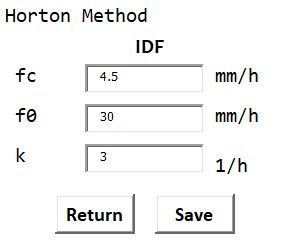 Horton Method
IDF
fc 4.5 mm/h
f0 30 mm/h
k 3 1/h
Return Save